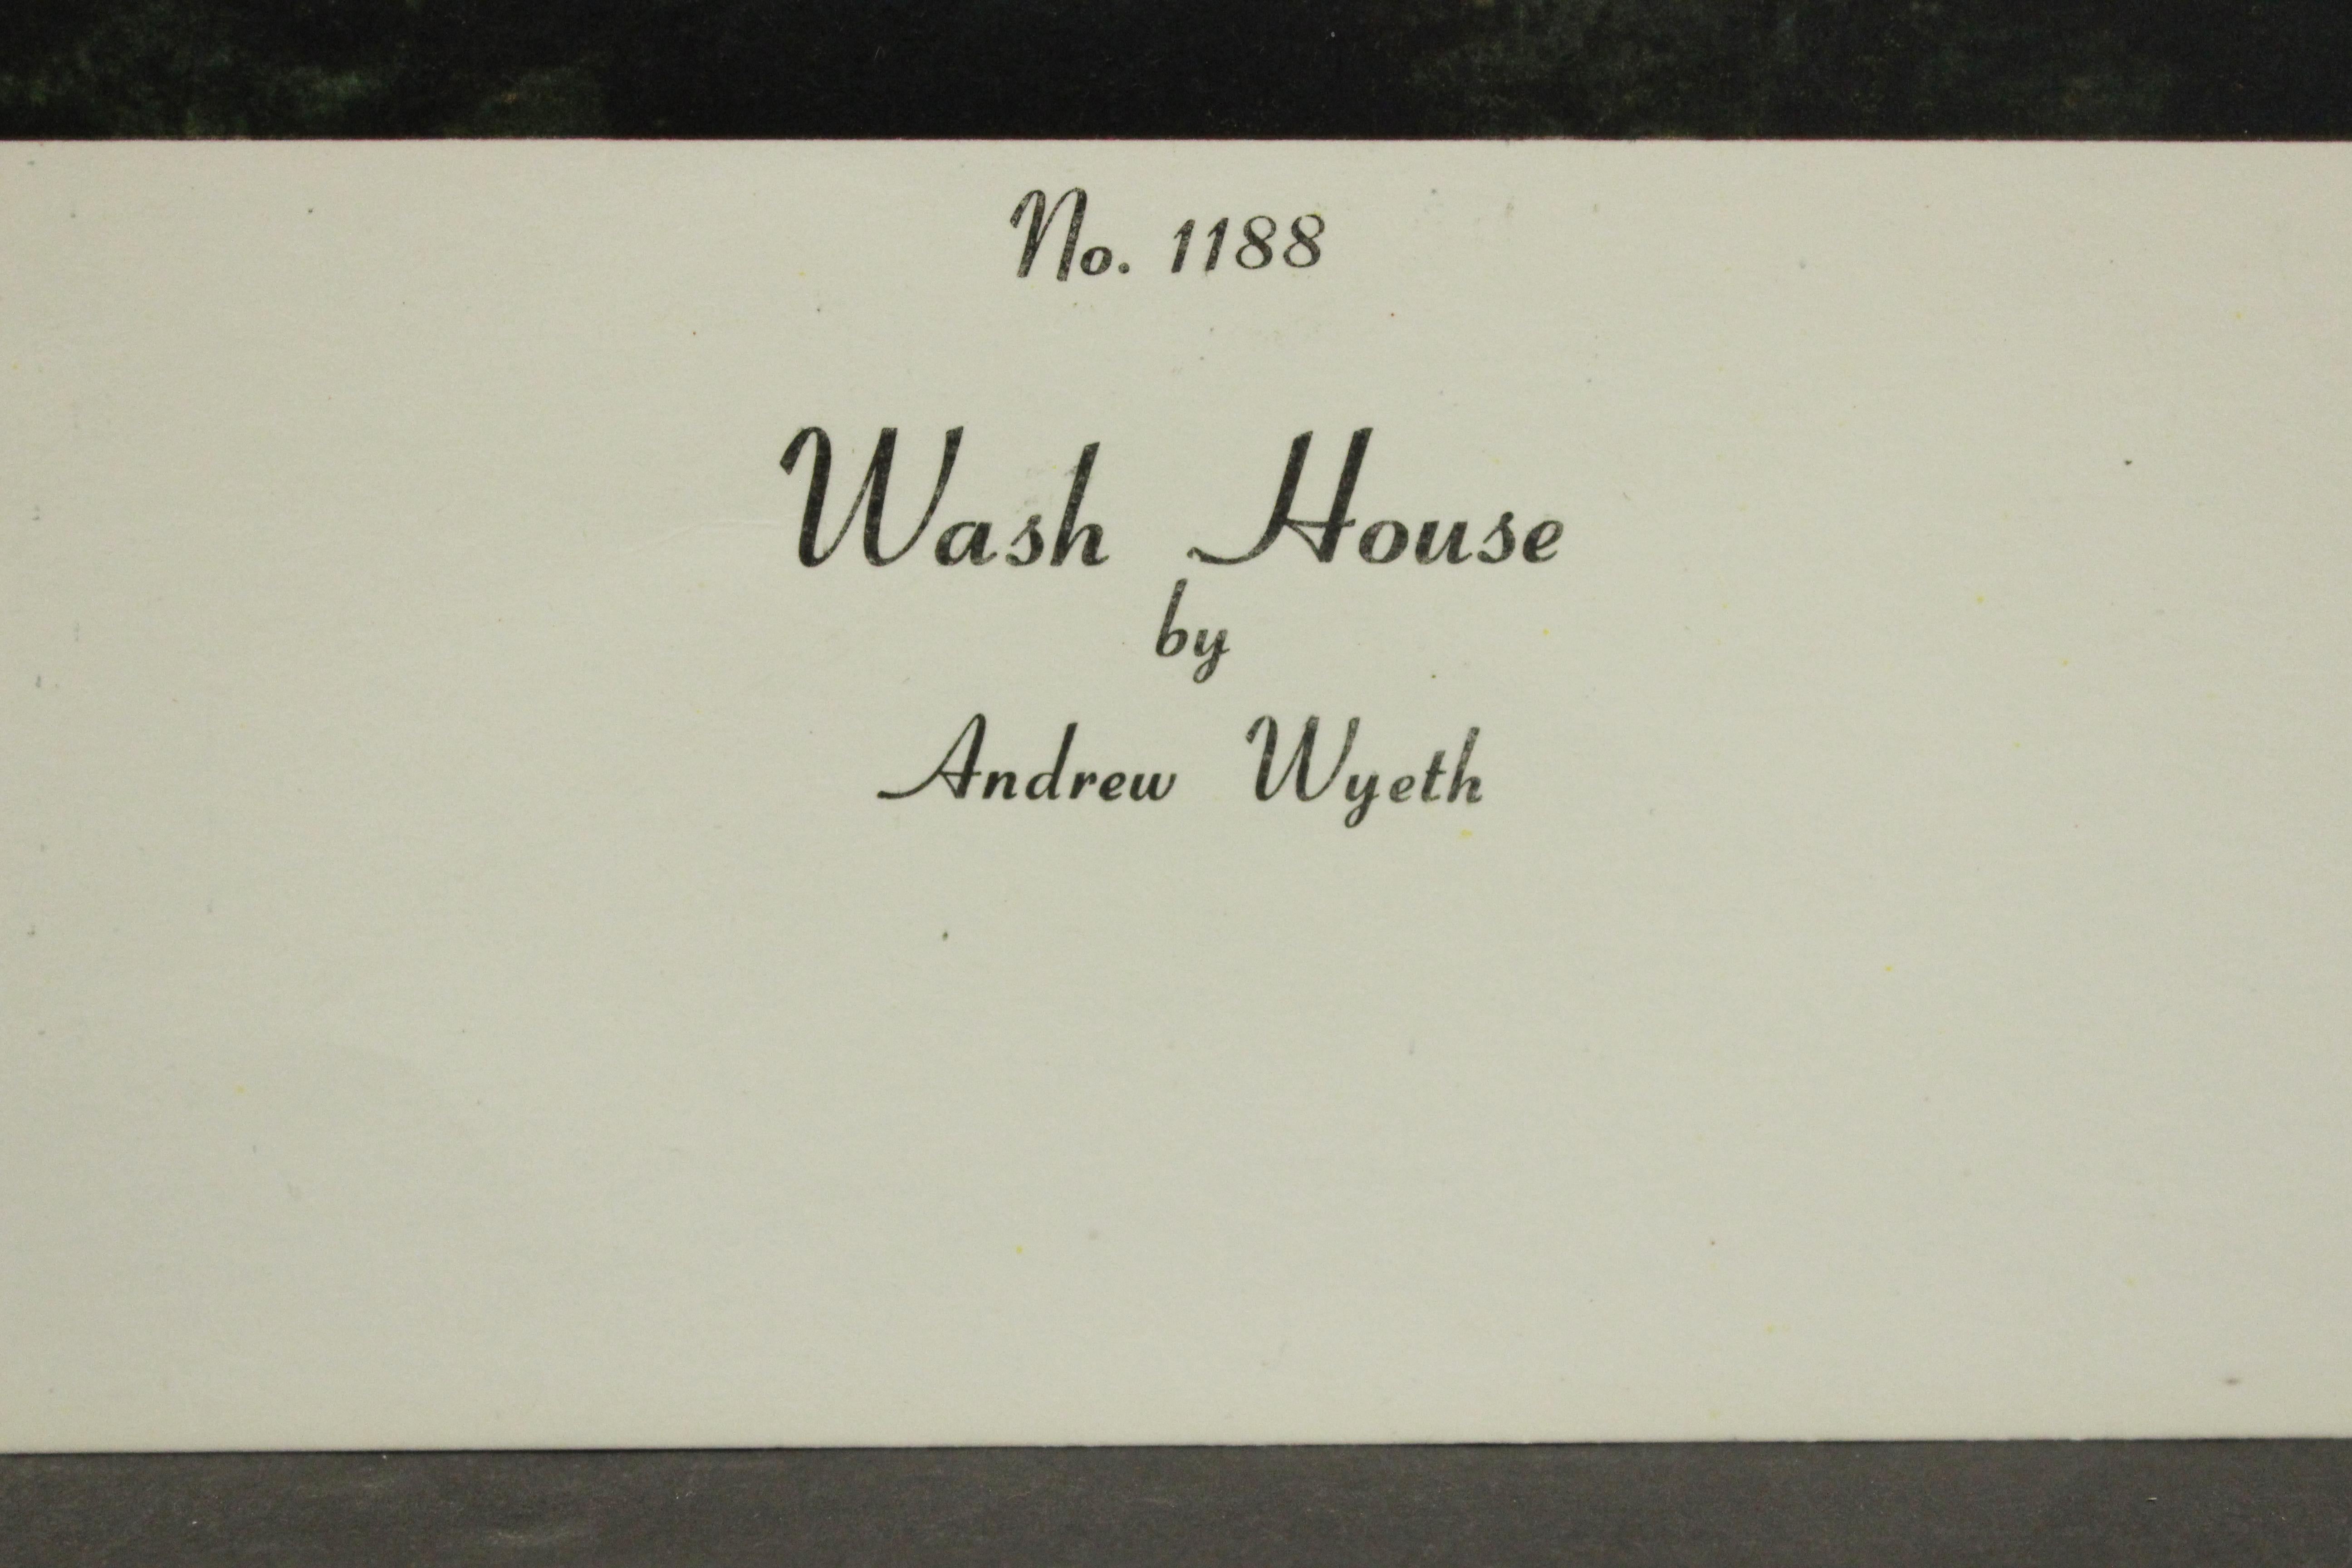 No. 1188
Wash House
by
Andrew Wyeth